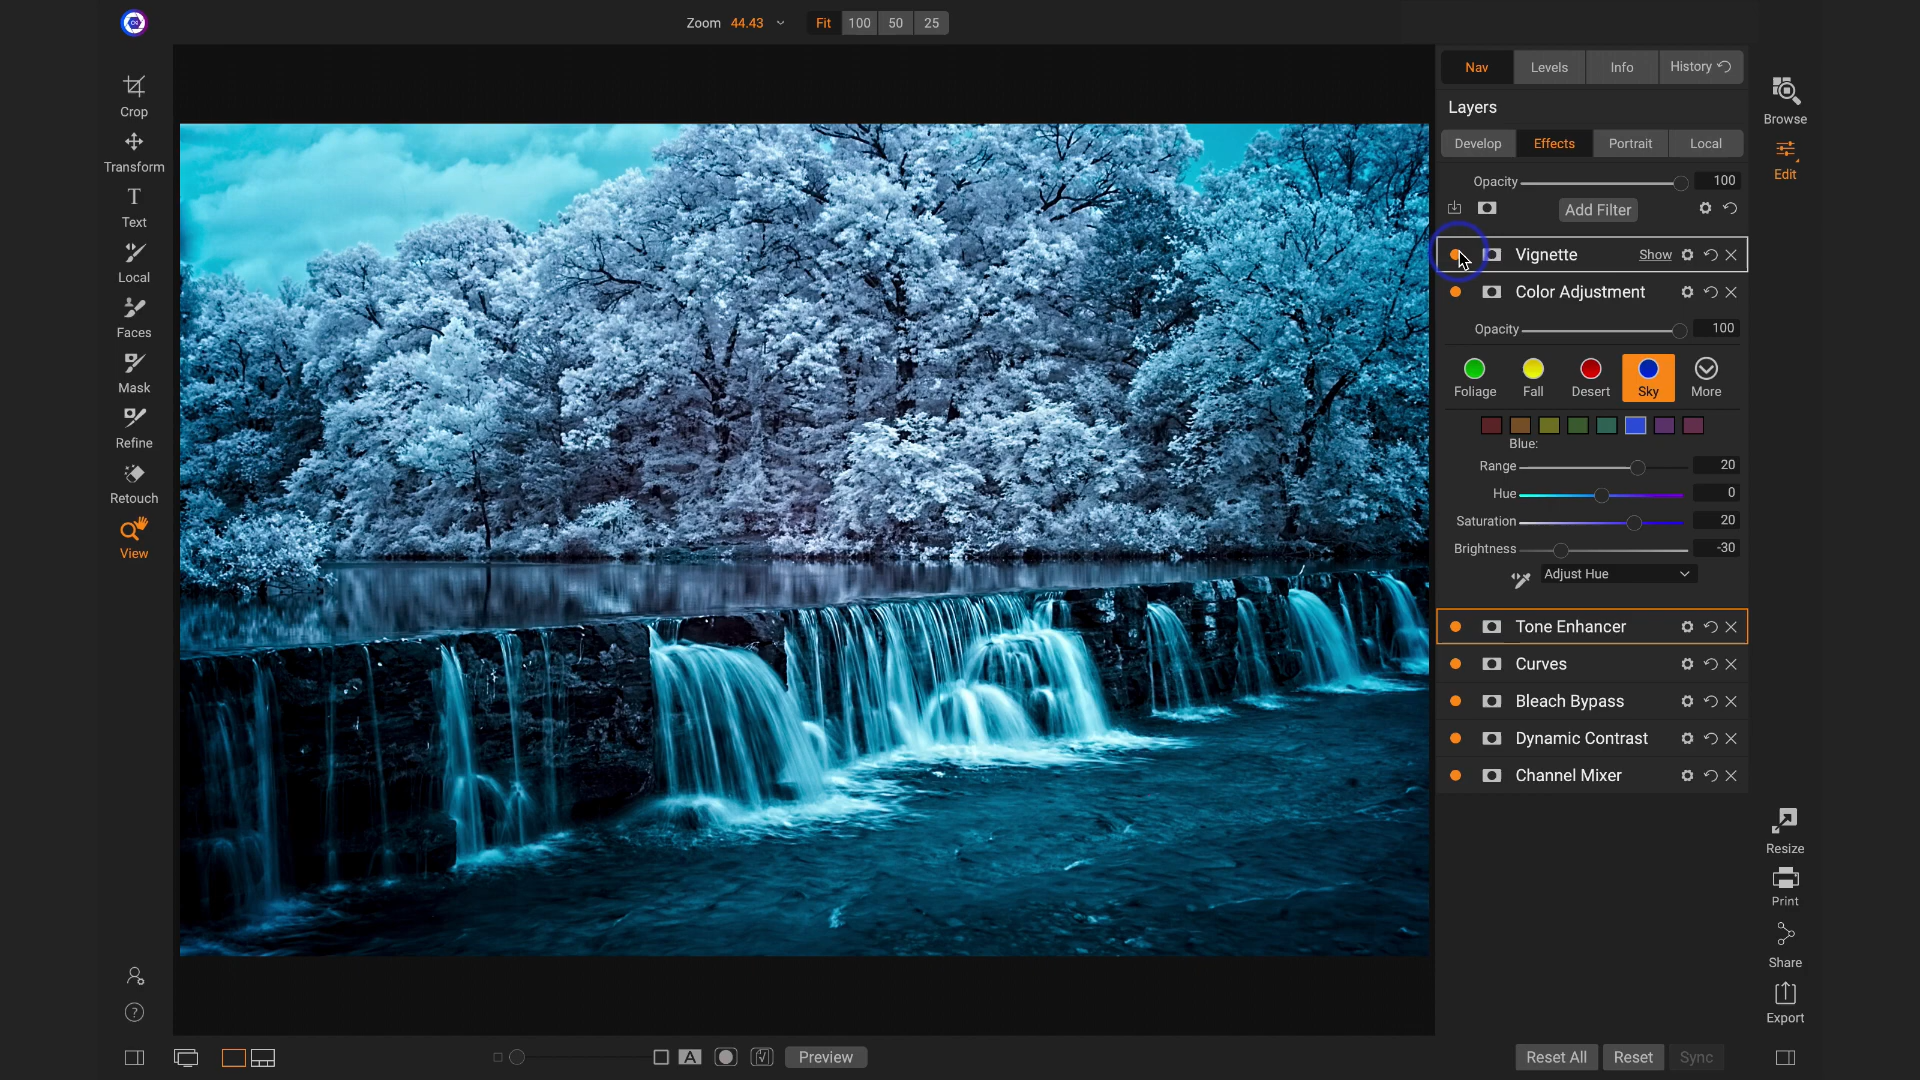 Zoom 44.43 Fit 100 50 25
Crop
Transform
Text
Local
Faces
Mask
Refine
Retouch
View
Nav Levels Info History
Layers
Develop Effects Portrait Local
Opacity 100
Add Filter
Vignette Show
Color Adjustment
Opacity 100
Foliage Fall Desert Sky More
Blue:
Range 20
Hue 0
Saturation 20
Brightness -30
Adjust Hue
Tone Enhancer
Curves
Bleach Bypass
Dynamic Contrast
Channel Mixer
Browse
Edit
Resize
Print
Share
Export
A Preview
Reset All Reset Sync